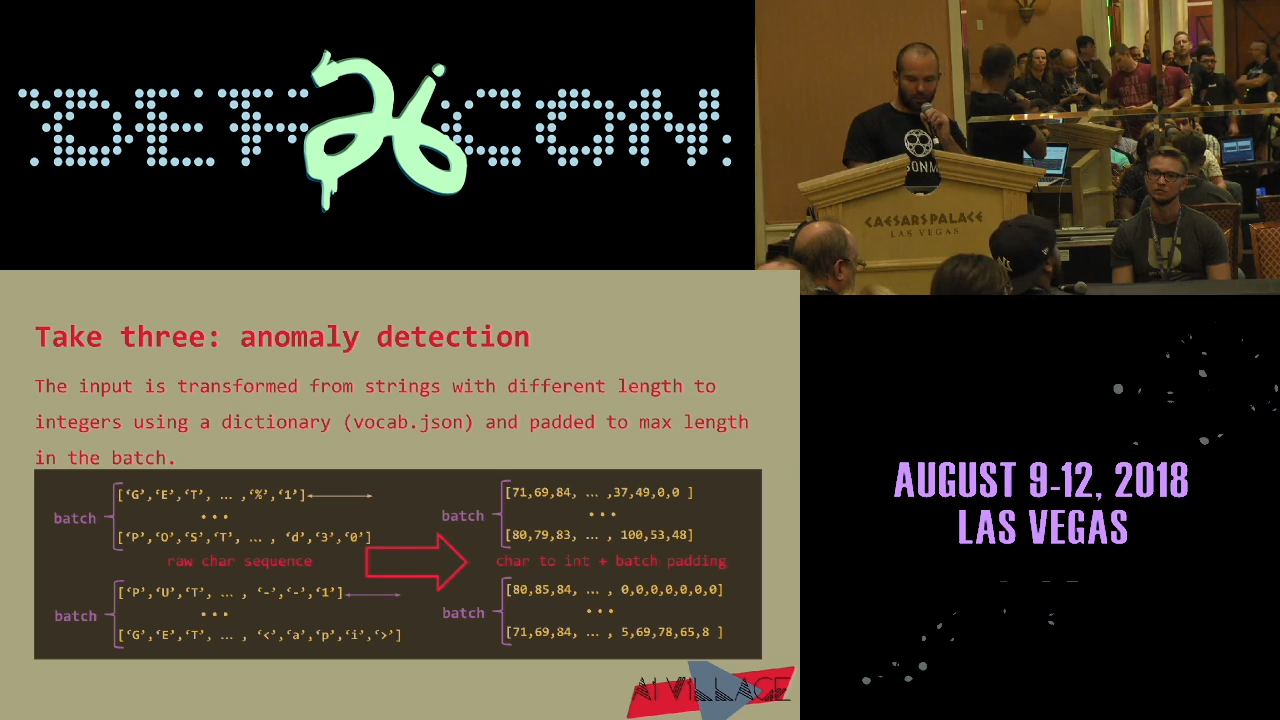 DEF 26 CON
SONM
CAESARS PALACE
LAS VEGAS
Take three: anomaly detection
The input is transformed from strings with different length to
integers using a dictionary (vocab.json) and padded to max length
in the batch.
batch
[‘G’,‘E’,‘T’, ... ,‘%’,‘1’]
...
[‘P’,‘O’,‘S’,‘T’, ... , ‘d’,‘3’,‘0’]
raw char sequence
batch
[‘P’,‘U’,‘T’, ... , ‘-’,‘-’,‘1’]
...
[‘G’,‘E’,‘T’, ... , ‘<’,‘a’,‘p’,‘i’,‘>’]
batch
[71,69,84, ... ,37,49,0,0 ]
...
[80,79,83, ... , 100,53,48]
char to int + batch padding
batch
[80,85,84, ... , 0,0,0,0,0,0,0]
...
[71,69,84, ... , 5,69,78,65,8 ]
AI VILLAGE
AUGUST 9-12, 2018
LAS VEGAS